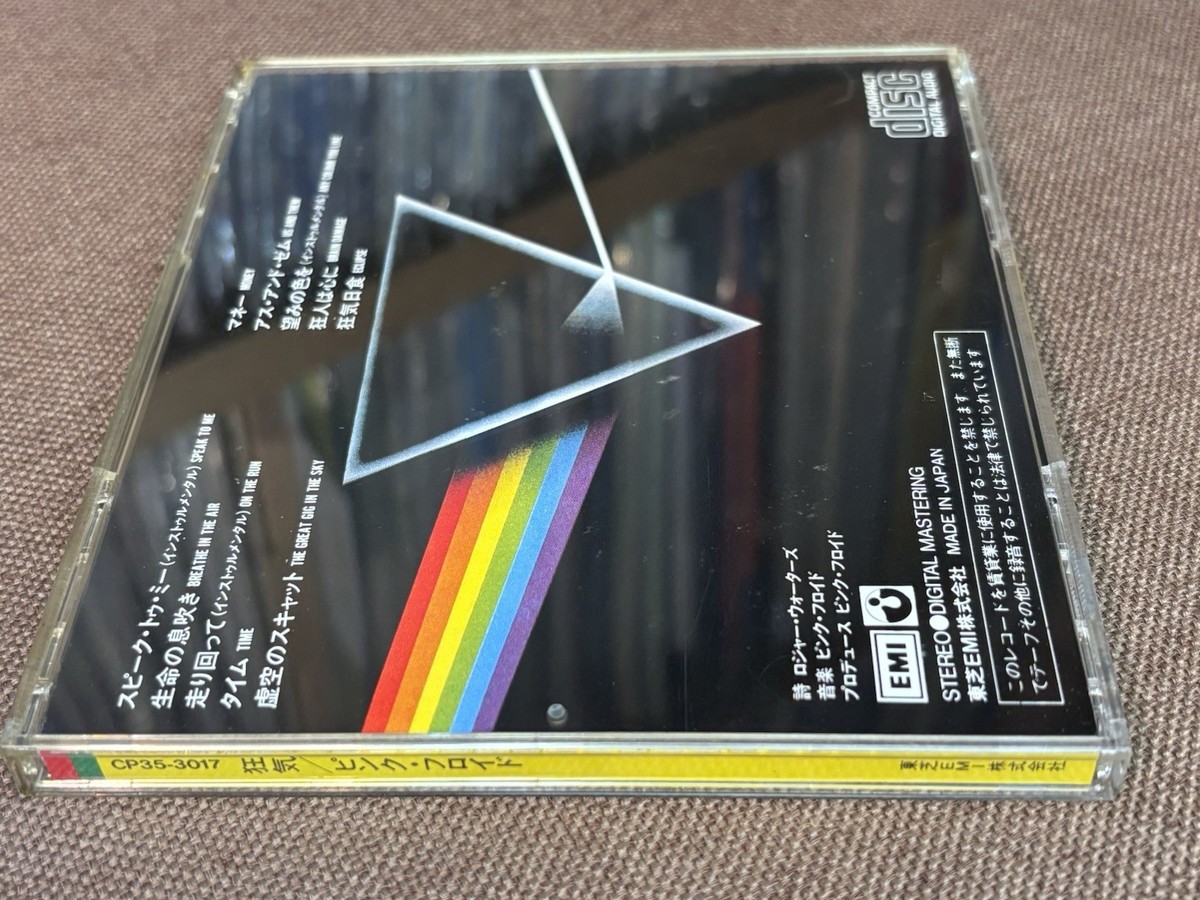 スピーク・トゥ・ミー (インストゥルメンタル) SPEAK TO ME
生命の息吹き BREATHE IN THE AIR
走り回って (インストゥルメンタル) ON THE RUN
タイム TIME
虚空のスキャット THE GREAT GIG IN THE SKY
マネー MONEY
アス・アンド・ゼム US AND THEM
望みの色を (インストゥルメンタル) ANY COLOUR YOU LIKE
狂人は心に BRAIN DAMAGE
狂気日食 ECLIPSE
COMPACT
disc
DIGITAL AUDIO
詩 ロジャー・ウォーターズ
音楽 ピンク・フロイド
プロデュース ピンク・フロイド
EMI
STEREO●DIGITAL MASTERING
東芝EMI株式会社 MADE IN JAPAN
このレコードを賃貸業に使用することを禁じます。また無断
でテープその他に録音することは法律で禁じられています
CP35-3017 狂気/ピンク・フロイド 東芝EMI株式会社